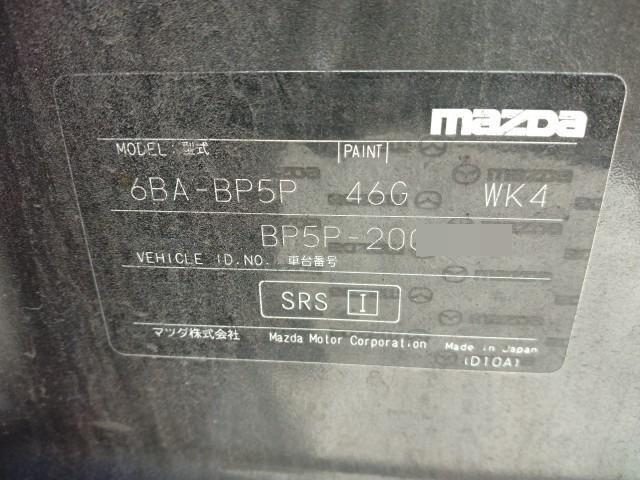 mazda
MODEL: 型式 PAINT
6BA-BP5P 46G WK4
BP5P-200
VEHICLE ID.NO. 車台番号
SRS I
マツダ株式会社 Mazda Motor Corporation Made in Japan
(D10A)